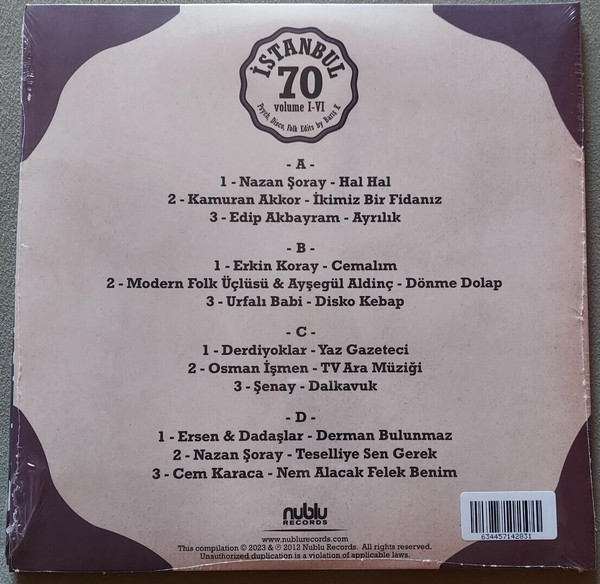 İSTANBUL
70
volume I-VI
Psych, Disco, Folk Edits by Barış K
- A -
1 - Nazan Şoray - Hal Hal
2 - Kamuran Akkor - İkimiz Bir Fidanız
3 - Edip Akbayram - Ayrılık
- B -
1 - Erkin Koray - Cemalım
2 - Modern Folk Üçlüsü & Ayşegül Aldinç - Dönme Dolap
3 - Urfalı Babi - Disko Kebap
- C -
1 - Derdiyoklar - Yaz Gazeteci
2 - Osman İşmen - TV Ara Müziği
3 - Şenay - Dalkavuk
- D -
1 - Ersen & Dadaşlar - Derman Bulunmaz
2 - Nazan Şoray - Teselliye Sen Gerek
3 - Cem Karaca - Nem Alacak Felek Benim
nublu
RECORDS
www.nublurecords.com
This compilation © 2023 & ℗ 2012 Nublu Records. All rights reserved.
Unauthorized duplication is a violation of applicable laws.
634457142831